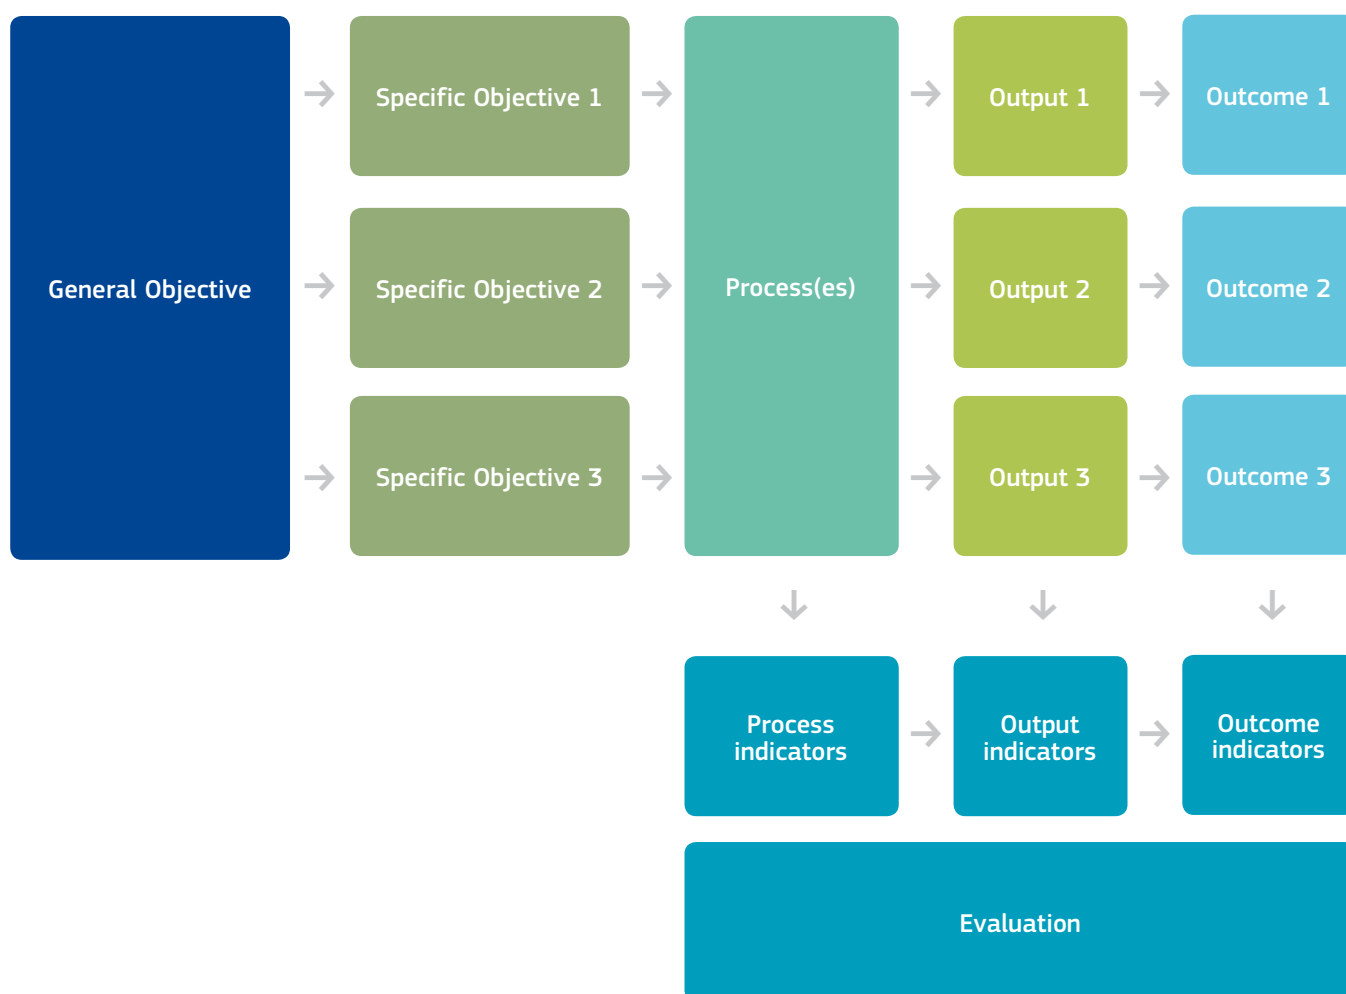 Specific Objective 1
Output 1
Outcome 1
General Objective
Specific Objective 2
Process(es)
Output 2
Outcome 2
Specific Objective 3
Output 3
Outcome 3
Process
indicators
Output
indicators
Outcome
indicators
Evaluation